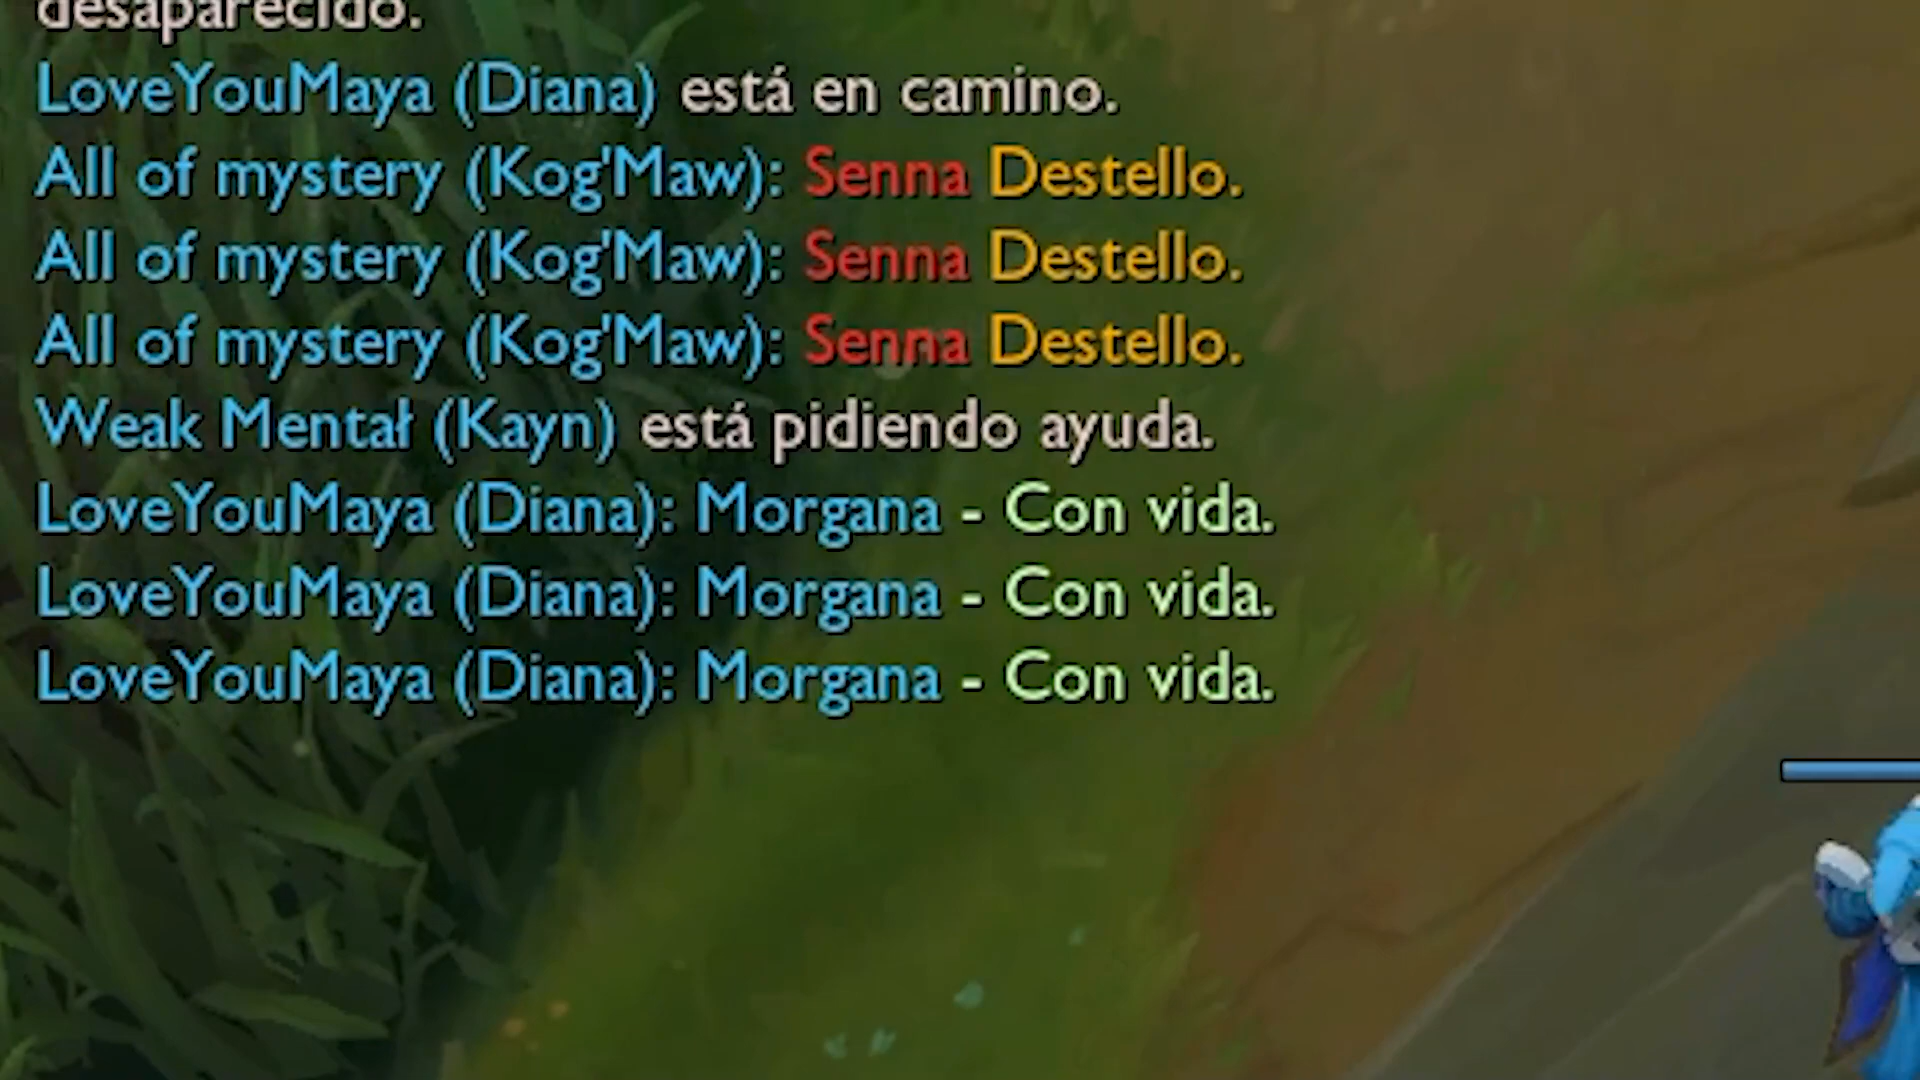 desaparecido.
LoveYouMaya (Diana) está en camino.
All of mystery (Kog'Maw): Senna Destello.
All of mystery (Kog'Maw): Senna Destello.
All of mystery (Kog'Maw): Senna Destello.
Weak Mentał (Kayn) está pidiendo ayuda.
LoveYouMaya (Diana): Morgana - Con vida.
LoveYouMaya (Diana): Morgana - Con vida.
LoveYouMaya (Diana): Morgana - Con vida.